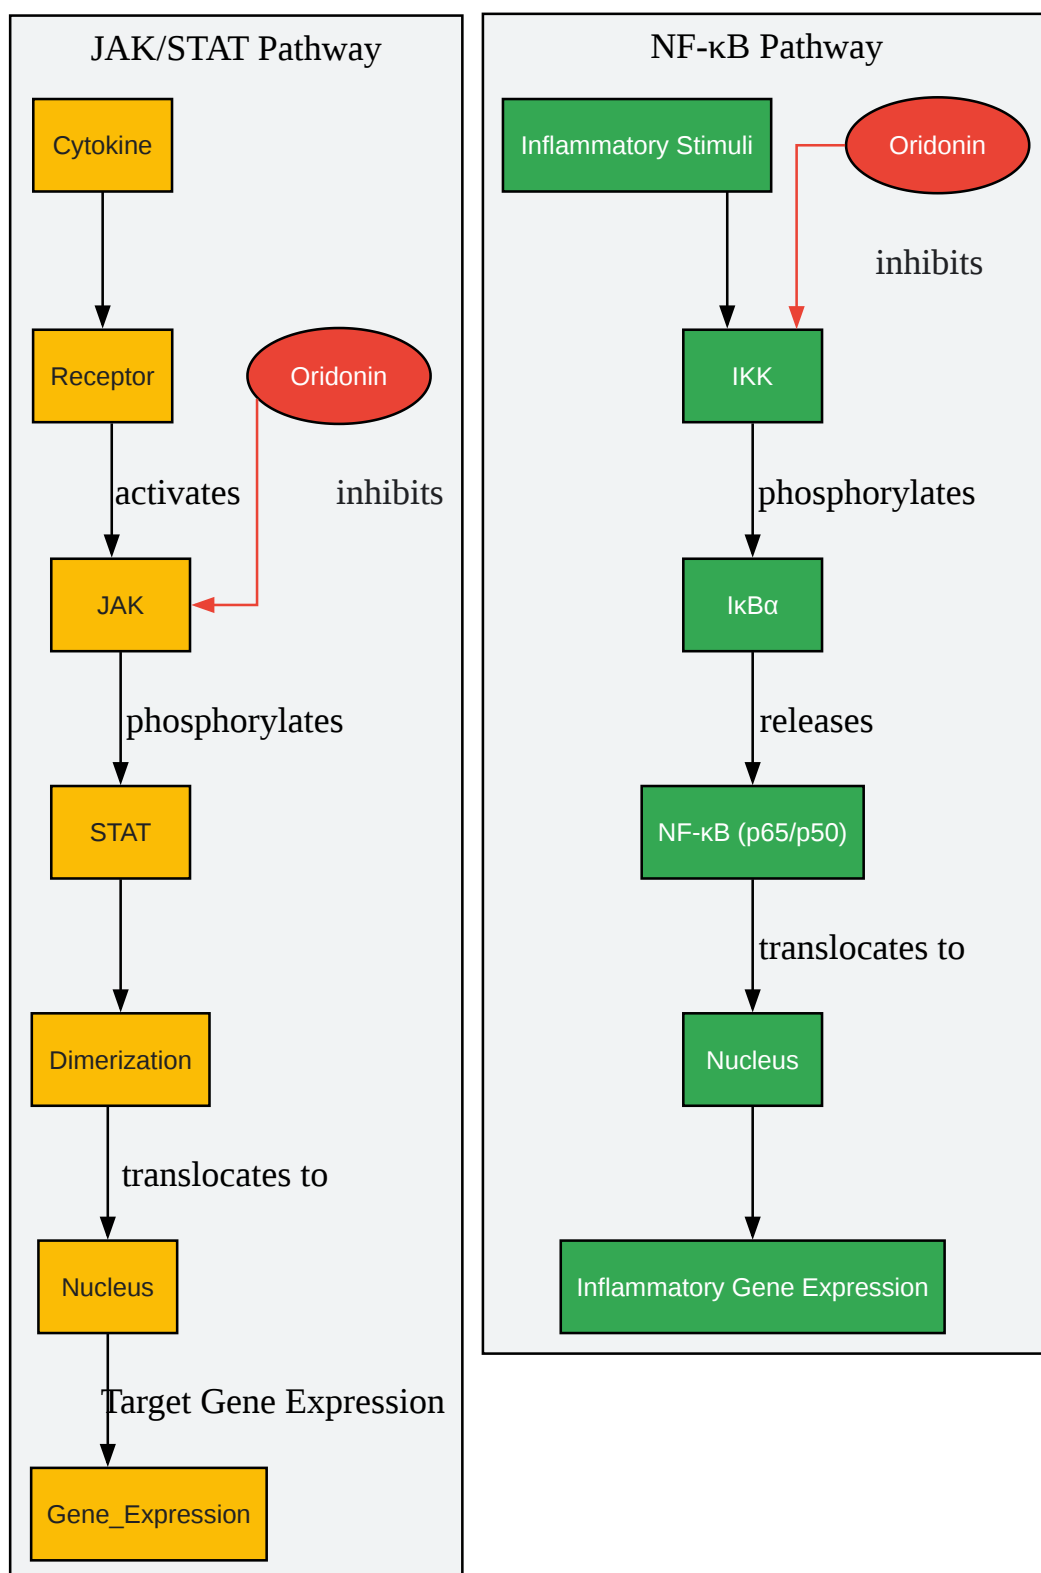 JAK/STAT Pathway
Cytokine
Receptor
Oridonin
activates
inhibits
JAK
phosphorylates
STAT
Dimerization
translocates to
Nucleus
Target Gene Expression
Gene_Expression
NF-κB Pathway
Inflammatory Stimuli
Oridonin
inhibits
IKK
phosphorylates
IκBα
releases
NF-κB (p65/p50)
translocates to
Nucleus
Inflammatory Gene Expression